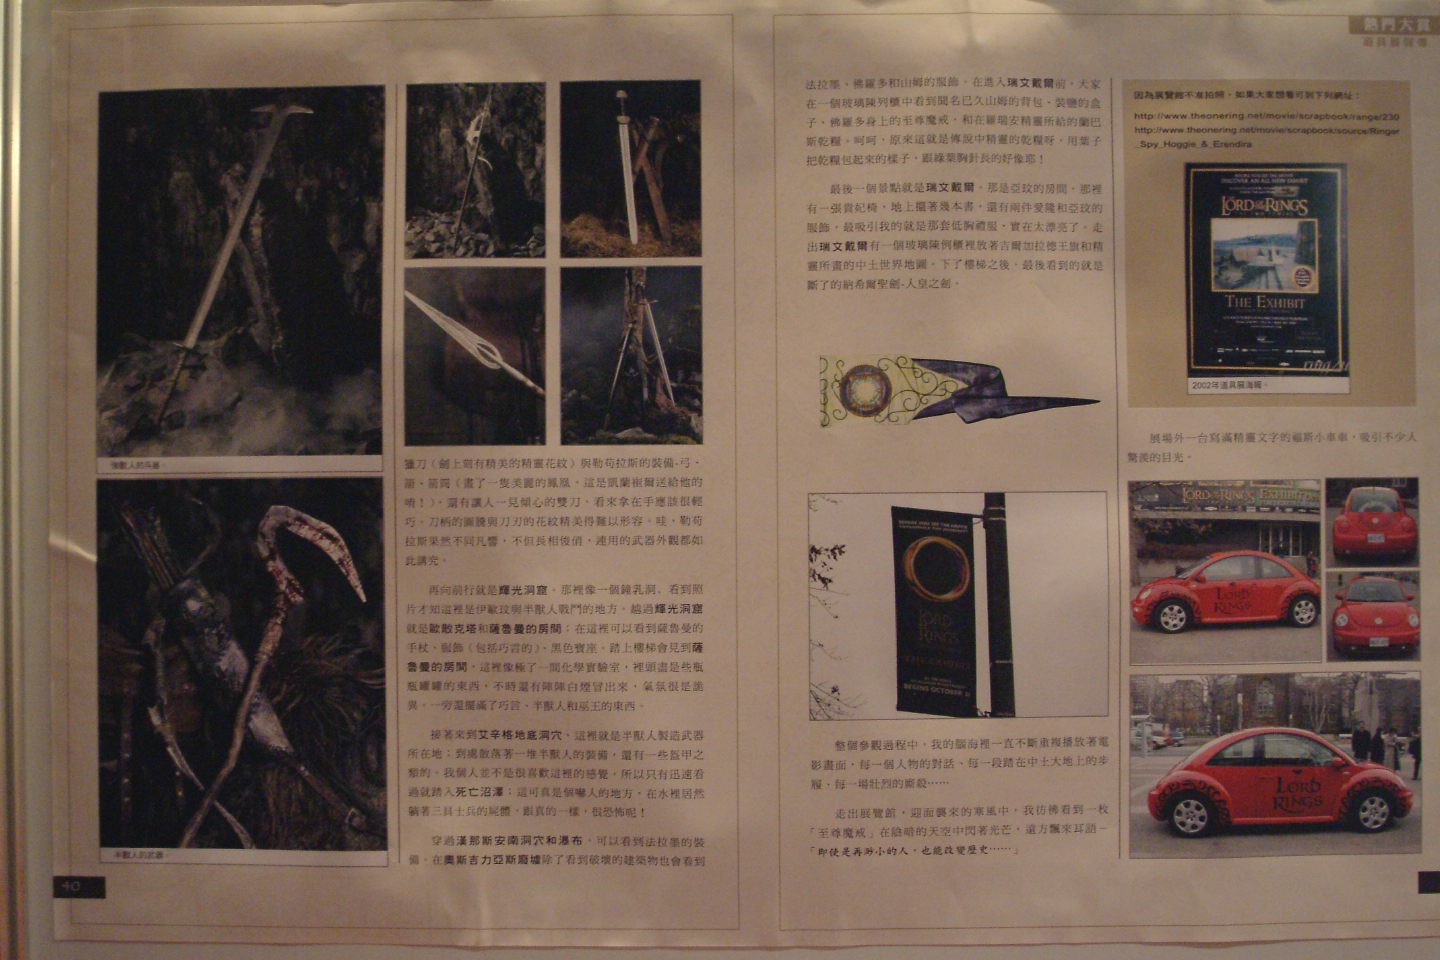 強獸人的兵器。
半獸人的武器。
獵刀（劍上刻有精美的精靈花紋）與勒苟拉斯的裝備-弓、
箭、箭筒（畫了一隻美麗的鳳凰，這是凱蘭崔爾送給他的
唷！），還有讓人一見傾心的雙刀，看來拿在手應該很輕
巧，刀柄的圖騰與刀刃的花紋精美得難以形容。哇，勒苟
拉斯果然不同凡響，不但長相俊俏，連用的武器外觀都如
此講究。
再向前行就是輝光洞窟，那裡像一個鐘乳洞，看到照
片才知這裡是伊歐玟與半獸人戰鬥的地方。繞過輝光洞窟
就是歐散克塔和薩魯曼的房間；在這裡可以看到薩魯曼的
手杖、服飾（包括巧言的）、黑色寶座。踏上樓梯會見到薩
魯曼的房間，這裡像極了一間化學實驗室，裡頭盡是些瓶
瓶罐罐的東西，不時還有陣陣白煙冒出來，氣氛很是詭
異。一旁還擺滿了巧言、半獸人和巫王的東西。
接著來到艾辛格地底洞穴，這裡就是半獸人製造武器
所在地；到處散落著一堆半獸人的裝備，還有一些盔甲之
類的，我個人並不是很喜歡這裡的感覺，所以只有迅速看
過就踏入死亡沼澤；這可真是個嚇人的地方，在水裡居然
躺著三具士兵的屍體，跟真的一樣，很恐怖呢！
穿過漢那斯安南洞穴和瀑布，可以看到法拉墨的裝
備。在奧斯吉力亞斯廢墟除了看到破壞的建築物也會看到
40
熱門大賞
道具展報導
法拉墨、佛羅多和山姆的服飾。在進入瑞文戴爾前，大家
在一個玻璃陳列櫃中看到聞名已久山姆的背包、裝鹽的盒
子、佛羅多身上的至尊魔戒，和在羅瑞安精靈所給的蘭巴
斯乾糧。呵呵，原來這就是傳說中精靈的乾糧呀，用葉子
把乾糧包起來的樣子，跟綠葉胸針長的好像耶！
最後一個景點就是瑞文戴爾，那是亞玟的房間，那裡
有一張貴妃椅，地上擺著幾本書，還有兩件愛隆和亞玟的
服飾，最吸引我的就是那套低胸禮服，實在太漂亮了。走
出瑞文戴爾有一個玻璃陳例櫃裡放著吉爾加拉德王旗和精
靈所畫的中土世界地圖。下了樓梯之後，最後看到的就是
斷了的納希爾聖劍-人皇之劍。
BEGINS OCTOBER
整個參觀過程中，我的腦海裡一直不斷重複播放著電
影畫面，每一個人物的對話、每一段踏在中土大地上的步
履、每一場壯烈的廝殺……
走出展覽館，迎面襲來的寒風中，我彷彿看到一枚
「至尊魔戒」在陰暗的天空中閃著光芒，遠方飄來耳語－
「即使是再渺小的人，也能改變歷史……」
因為展覽館不准拍照，如果大家想看可到下列網址：
http://www.theonering.net/movie/scrapbook/range/230
http://www.theonering.net/movie/scrapbook/source/Ringer
_Spy_Hoggie_&_Erendira
THE LORD OF THE RINGS
THE EXHIBIT
2002年道具展海報。
展場外一台寫滿精靈文字的福斯小車車，吸引不少人
驚羨的目光。
LORD OF THE RINGS EXHIBIT
LORD OF THE RINGS
LORD OF THE RINGS